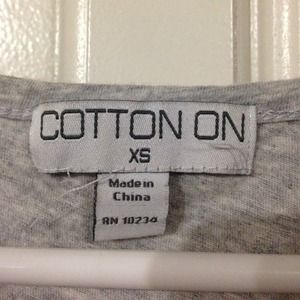 COTTON ON
XS
Made in
China
RN 10234